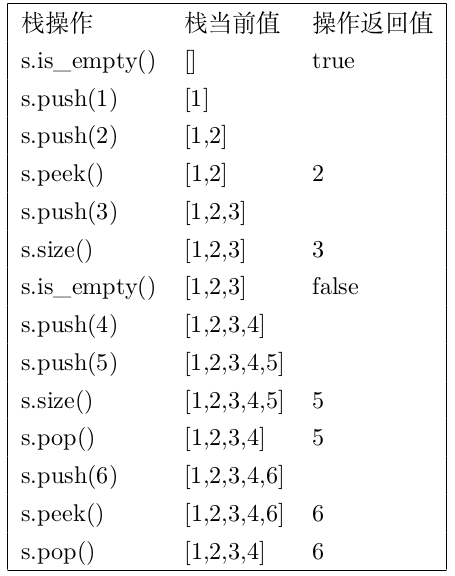 栈操作 栈当前值 操作返回值
s.is_empty() [] true
s.push(1) [1]
s.push(2) [1,2]
s.peek() [1,2] 2
s.push(3) [1,2,3]
s.size() [1,2,3] 3
s.is_empty() [1,2,3] false
s.push(4) [1,2,3,4]
s.push(5) [1,2,3,4,5]
s.size() [1,2,3,4,5] 5
s.pop() [1,2,3,4] 5
s.push(6) [1,2,3,4,6]
s.peek() [1,2,3,4,6] 6
s.pop() [1,2,3,4] 6